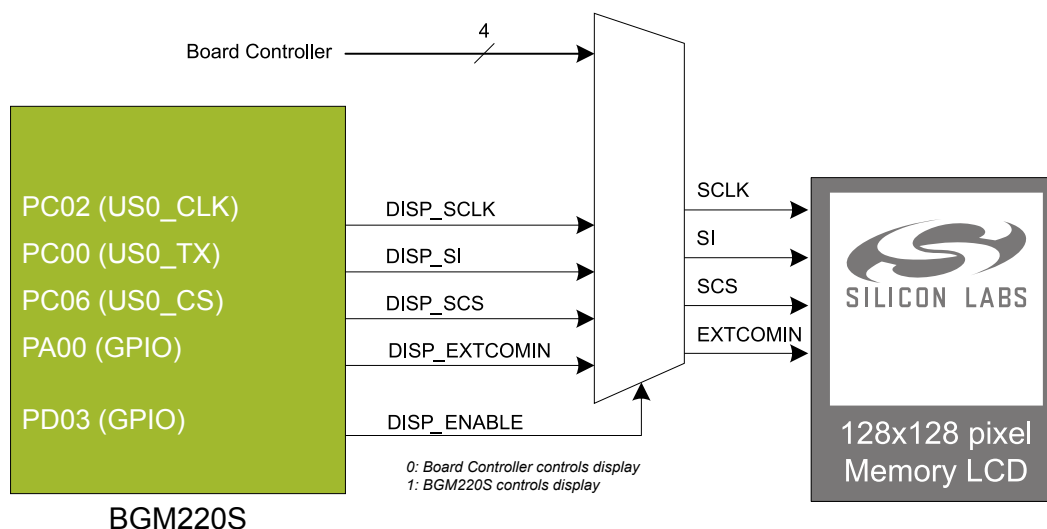 4
Board Controller
PC02 (US0_CLK)
PC00 (US0_TX)
PC06 (US0_CS)
PA00 (GPIO)
PD03 (GPIO)
DISP_SCLK
DISP_SI
DISP_SCS
DISP_EXTCOMIN
DISP_ENABLE
0: Board Controller controls display
1: BGM220S controls display
SCLK
SI
SCS
EXTCOMIN
SILICON LABS
128x128 pixel
Memory LCD
BGM220S